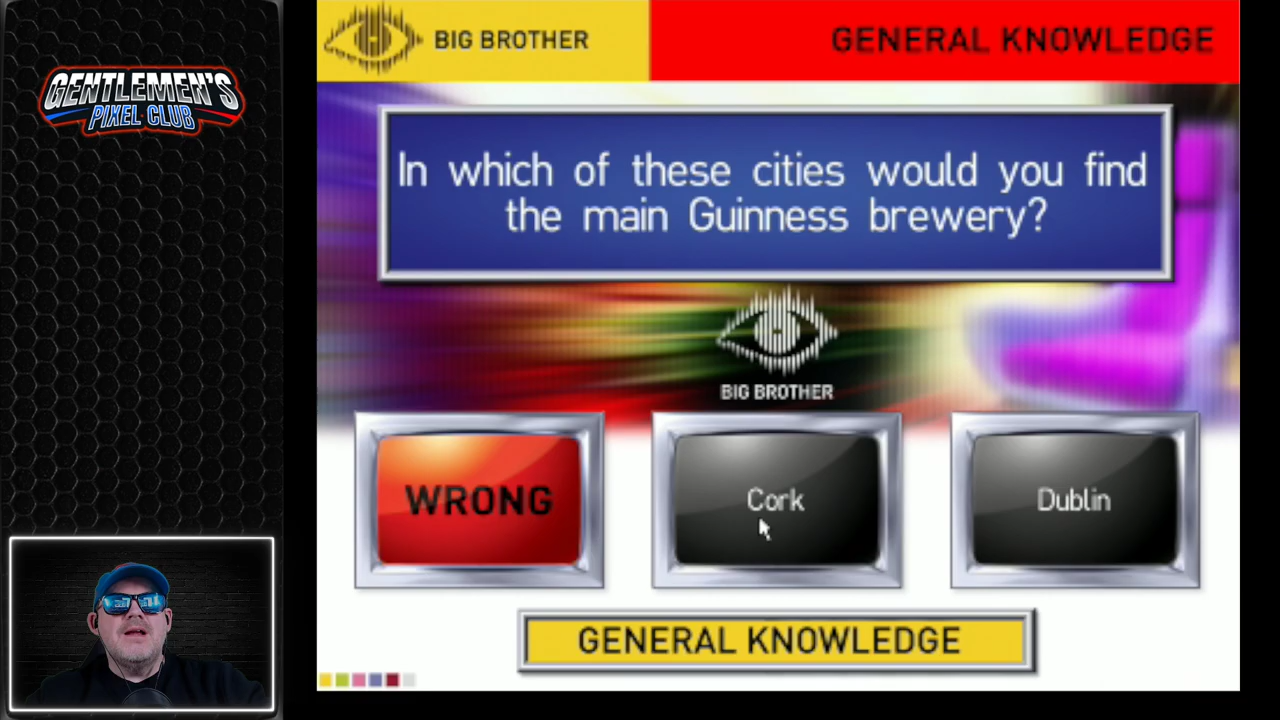 GENTLEMEN'S
PIXEL CLUB
BIG BROTHER
GENERAL KNOWLEDGE
In which of these cities would you find
the main Guinness brewery?
BIG BROTHER
WRONG
Cork
Dublin
GENERAL KNOWLEDGE